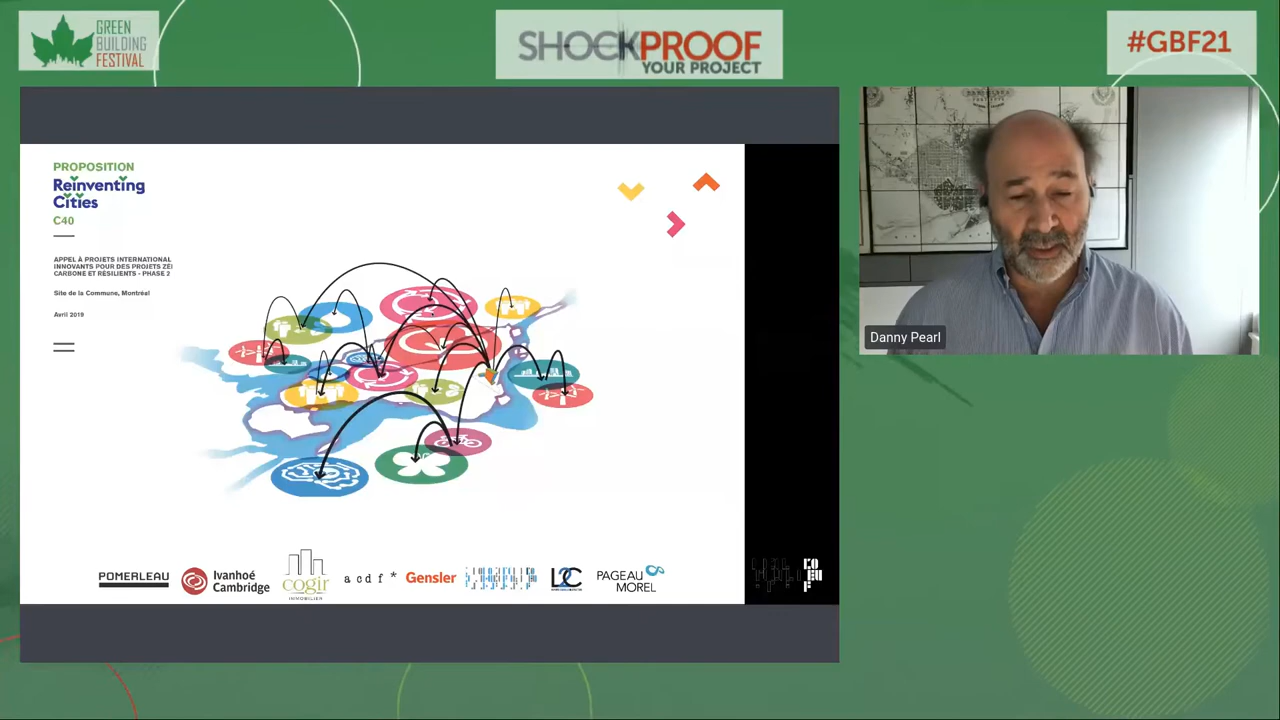 GREEN
BUILDING
FESTIVAL
SHOCKPROOF
YOUR PROJECT
#GBF21
PROPOSITION
Reinventing
Cities
C40
APPEL À PROJETS INTERNATIONAL
INNOVANTS POUR DES PROJETS ZÉ
CARBONE ET RÉSILIENTS - PHASE 2
Site de la Commune, Montréal
Avril 2019
Danny Pearl
POMERLEAU
Ivanhoé
Cambridge
cogir
IMMOBILIER
acdf*
Gensler
L2C
PAGEAU
MOREL